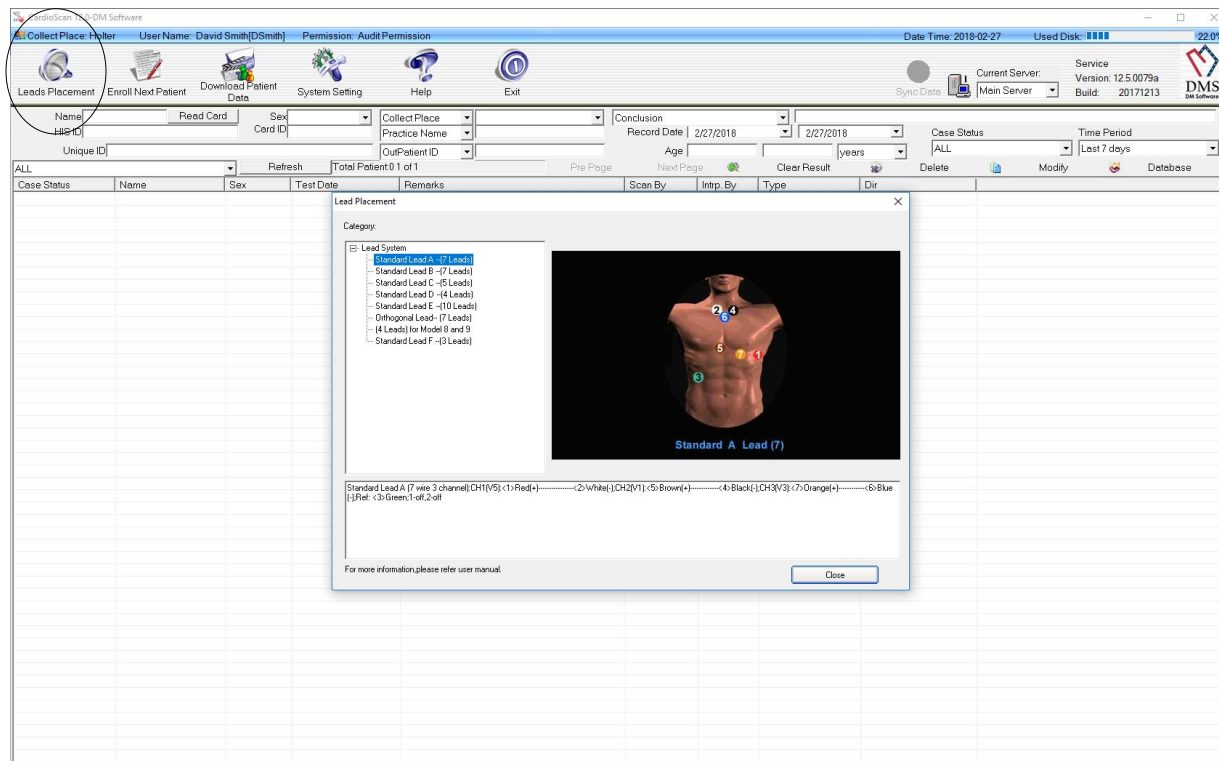 CardioScan 12.0-DM Software
Collect Place: Holter User Name: David Smith[DSmith] Permission: Audit Permission Date Time: 2018-02-27 Used Disk: 22.0%
Leads Placement
Enroll Next Patient
Download Patient
Data
System Setting
Help
Exit
Sync Data
Current Server:
Main Server
Service
Version: 12.5.0079a
Build: 20171213
DMS
DM Software
Name Read Card Sex Collect Place Conclusion
HIS ID Card ID Practice Name Record Date 2/27/2018 2/27/2018 Case Status Time Period
Unique ID OutPatient ID Age years ALL Last 7 days
ALL Refresh Total Patient:0 1 of 1 Pre Page Next Page Clear Result Delete Modify Database
Case Status Name Sex Test Date Remarks Scan By Intrp. By Type Dir
Lead Placement
Category:
Lead System
Standard Lead A --(7 Leads)
Standard Lead B --(7 Leads)
Standard Lead C --(5 Leads)
Standard Lead D --(4 Leads)
Standard Lead E --(10 Leads)
Orthogonal Lead-- (7 Leads)
(4 Leads) for Model 8 and 9
Standard Lead F --(3 Leads)
2 4
6
5 7 1
3
Standard A Lead (7)
Standard Lead A (7 wire 3 channel):CH1(V5):<1>Red(+)---------------<2>White(-);CH2(V1):<5>Brown(+)------------<4>Black(-);CH3(V3):<7>Orange(+)------------<6>Blue
(-);Ref: <3>Green;1-off,2-off
For more information,please refer user manual.
Close